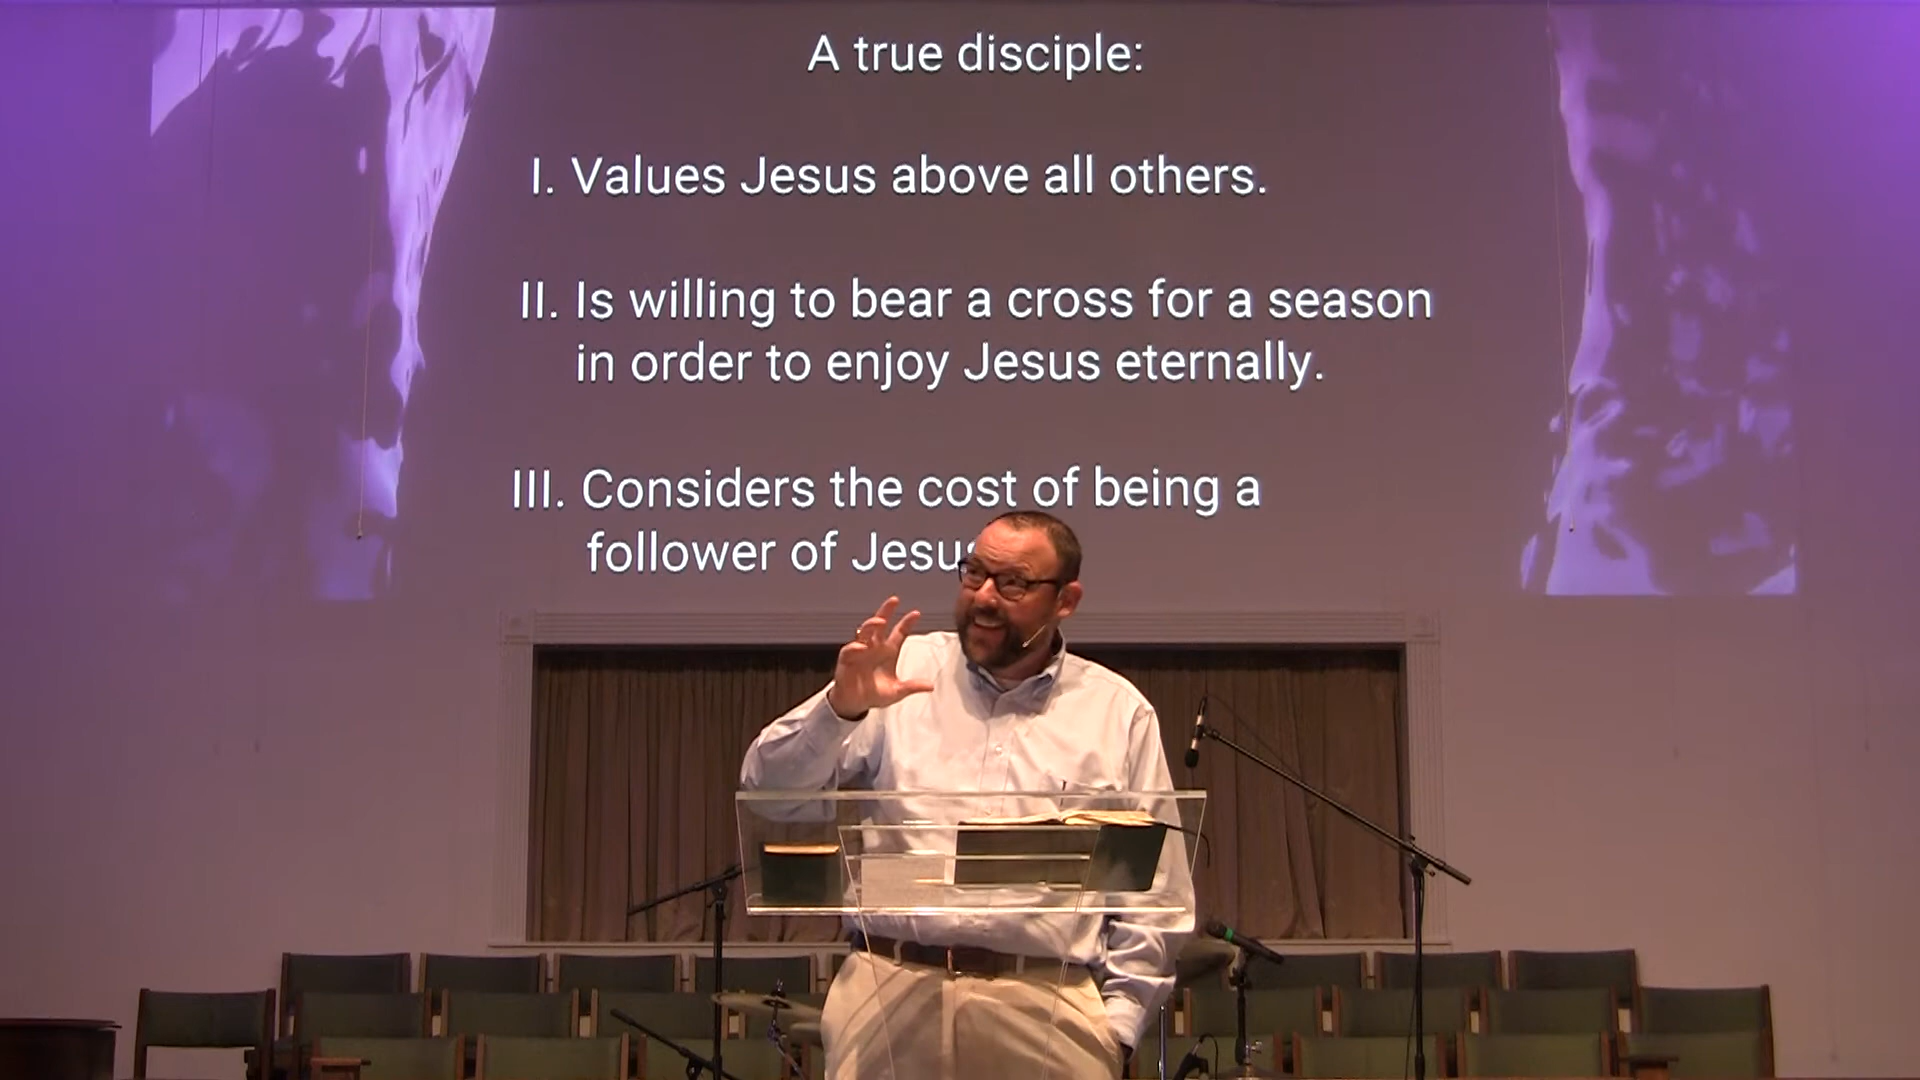 A true disciple:
I. Values Jesus above all others.
II. Is willing to bear a cross for a season
in order to enjoy Jesus eternally.
III. Considers the cost of being a
follower of Jesus